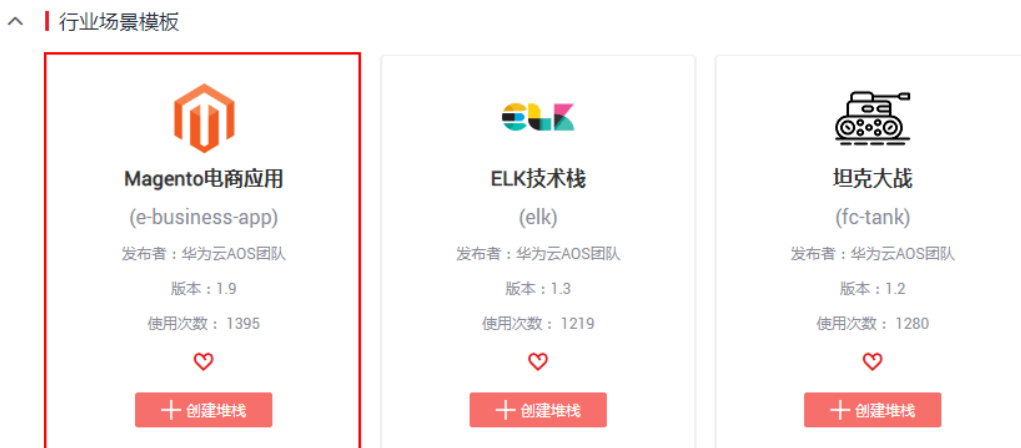 行业场景模板
Magento电商应用
(e-business-app)
发布者：华为云AOS团队
版本：1.9
使用次数： 1395
创建堆栈
ELK
ELK技术栈
(elk)
发布者：华为云AOS团队
版本：1.3
使用次数： 1219
创建堆栈
坦克大战
(fc-tank)
发布者：华为云AOS团队
版本：1.2
使用次数： 1280
创建堆栈